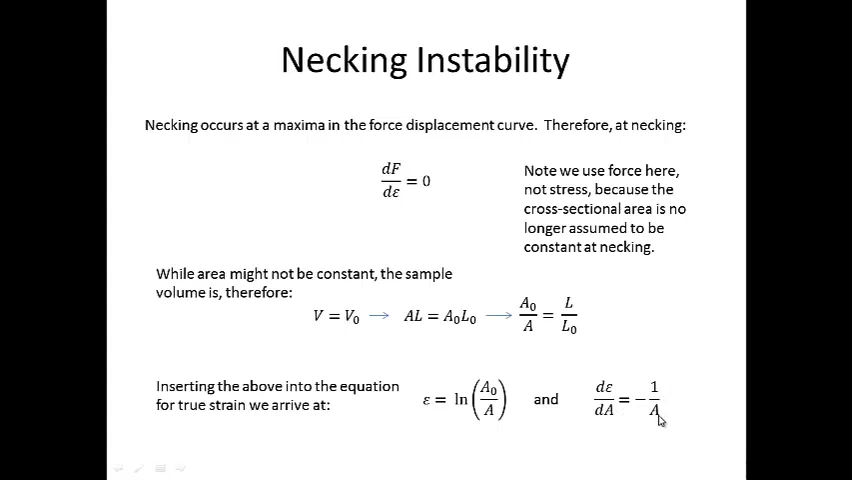 Necking Instability
Necking occurs at a maxima in the force displacement curve. Therefore, at necking:
dF/dε = 0
Note we use force here,
not stress, because the
cross-sectional area is no
longer assumed to be
constant at necking.
While area might not be constant, the sample
volume is, therefore:
V = V₀ → AL = A₀L₀ → A₀/A = L/L₀
Inserting the above into the equation
for true strain we arrive at:
ε = ln(A₀/A) and dε/dA = −1/A